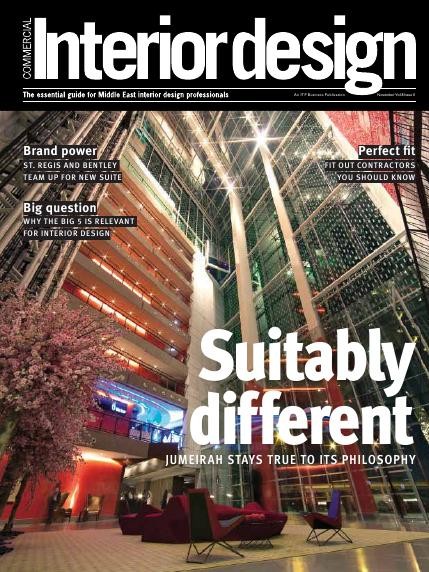 COMMERCIAL
Interior design
The essential guide for Middle East interior design professionals
An ITP Business Publication
Brand power
ST. REGIS AND BENTLEY
TEAM UP FOR NEW SUITE
Perfect fit
FIT OUT CONTRACTORS
YOU SHOULD KNOW
Big question
WHY THE BIG 5 IS RELEVANT
FOR INTERIOR DESIGN
Suitably
different
JUMEIRAH STAYS TRUE TO ITS PHILOSOPHY